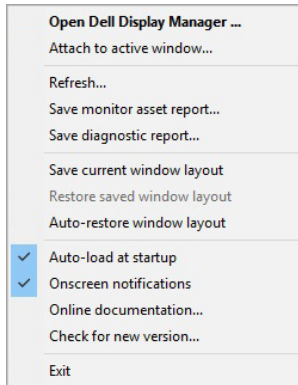 Open Dell Display Manager ...
Attach to active window...
Refresh...
Save monitor asset report...
Save diagnostic report...
Save current window layout
Restore saved window layout
Auto-restore window layout
Auto-load at startup
Onscreen notifications
Online documentation...
Check for new version...
Exit